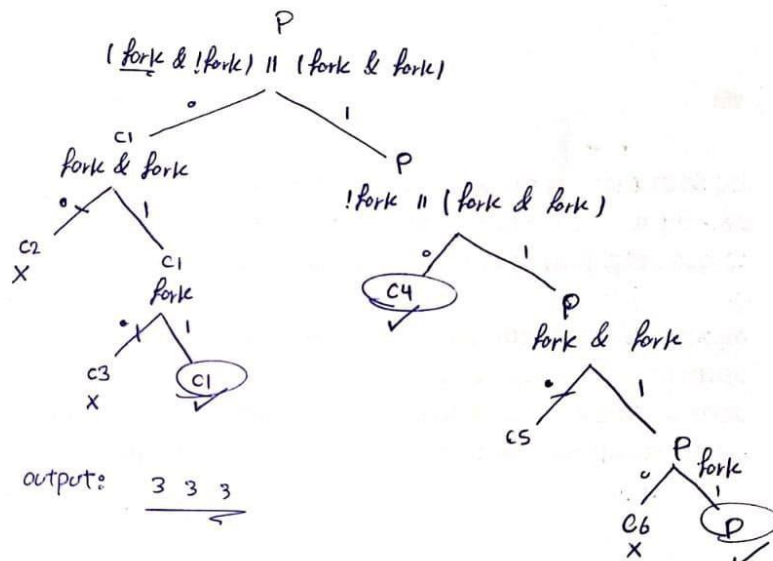 P
(fork & !fork) || (fork & fork)
0 1
C1 P
fork & fork
!fork || (fork & fork)
0 1
0 1
C2 C1
X
C4 P
fork
fork & fork
0 1
0 1
C3 C1
X
C5 P
fork
0 1
output: 3 3 3
C6 P
X